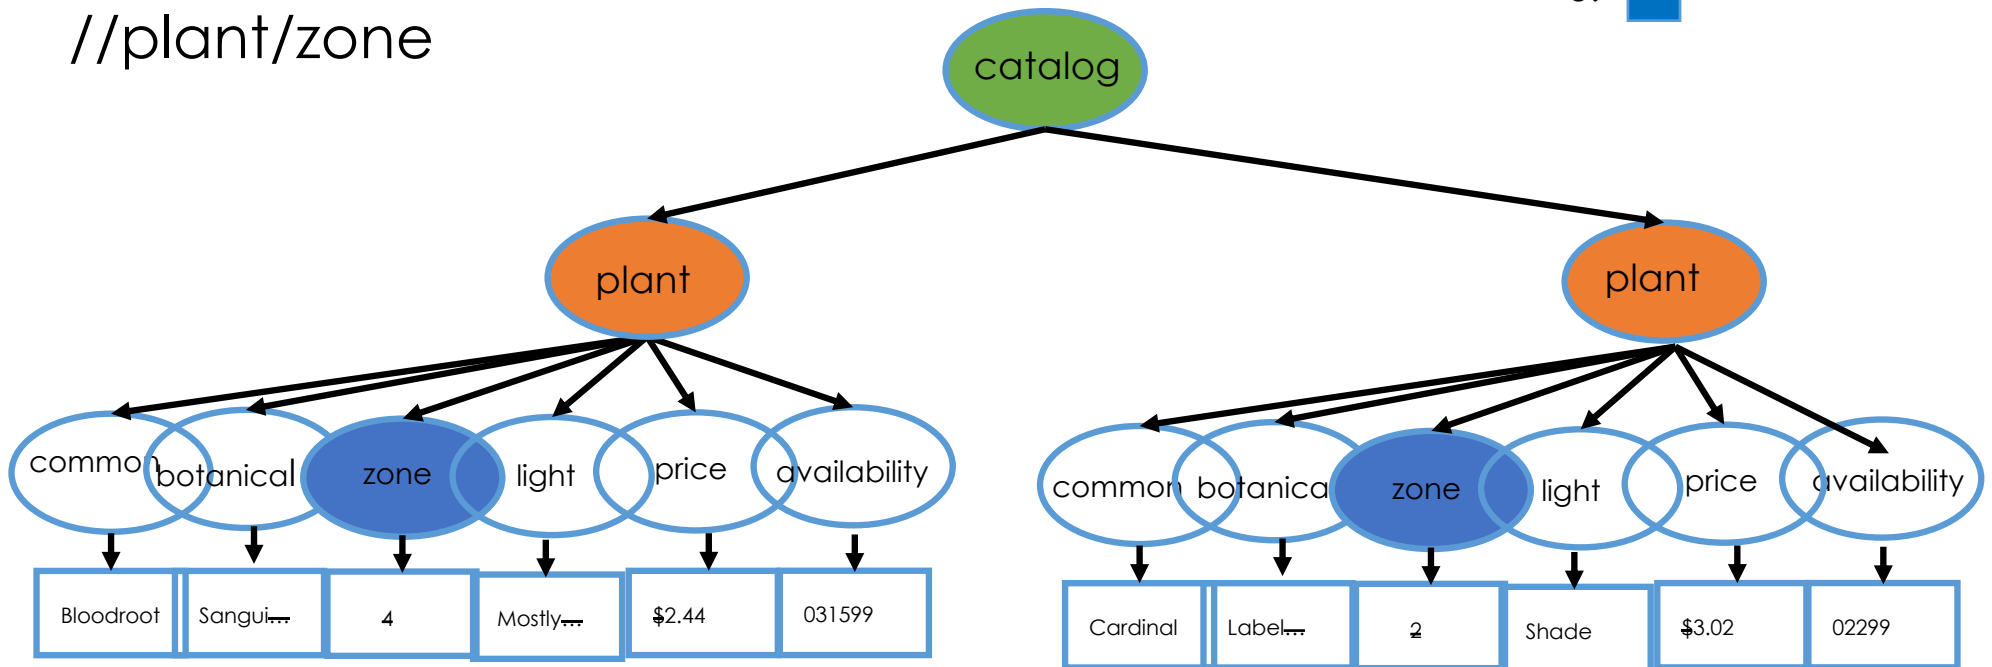 //plant/zone
catalog
plant
plant
common botanical zone light price availability
common botanica zone light price availability
Bloodroot Sangui... 4 Mostly... $2.44 031599
Cardinal Label... 2 Shade $3.02 02299